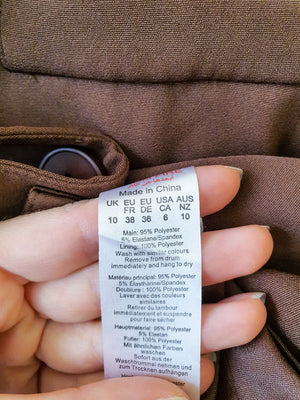 Made in China
UK EU EU USA AUS
FR DE CA NZ
10 38 36 6 10
Main: 95% Polyester
5% Elastane/Spandex
Lining: 100% Polyester
Wash with similar colours
Remove from drum
immediately and hang to dry
Matériau principal: 95% Polyester
5% Elasthanne/Spandex
Doublure: 100% Polyester
Laver avec des couleurs
similaires
Retirer du tambour
immédiatement et suspendre
pour faire sécher
Hauptmaterial: 95% Polyester
5% Elastan
Futter: 100% Polyester
Mit ähnlichen Farben
waschen
Sofort aus der
Waschtrommel nehmen und
zum Trocknen aufhängen